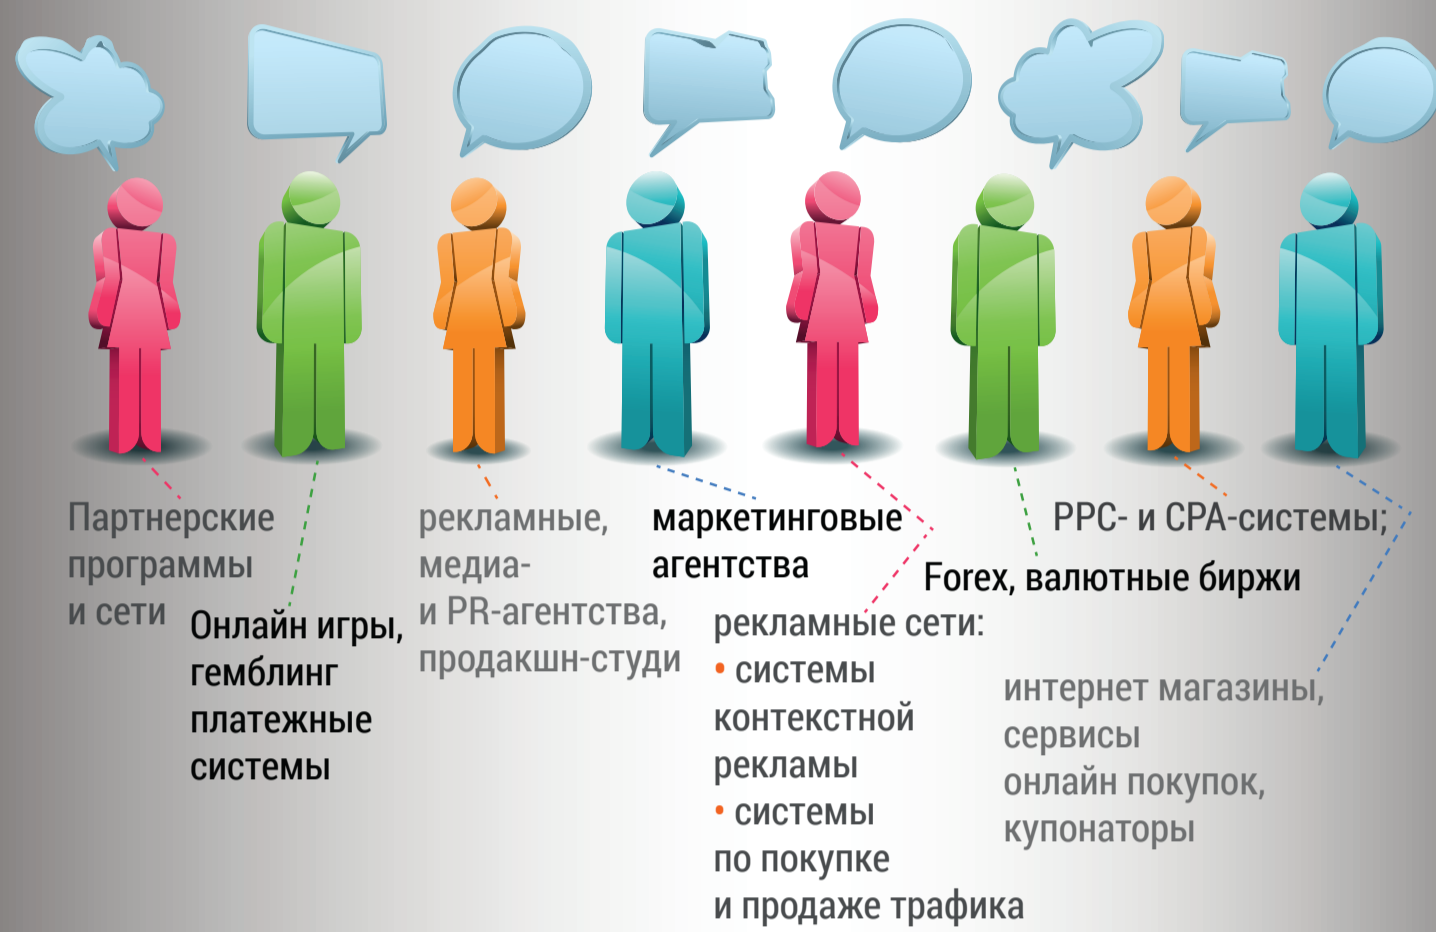 Партнерские
программы
и сети
Онлайн игры,
гемблинг
платежные
системы
рекламные,
медиа-
и PR-агентства,
продакшн-студи
маркетинговые
агентства
рекламные сети:
• системы
контекстной
рекламы
• системы
по покупке
и продаже трафика
Forex, валютные биржи
PPC- и CPA-системы;
интернет магазины,
сервисы
онлайн покупок,
купонаторы